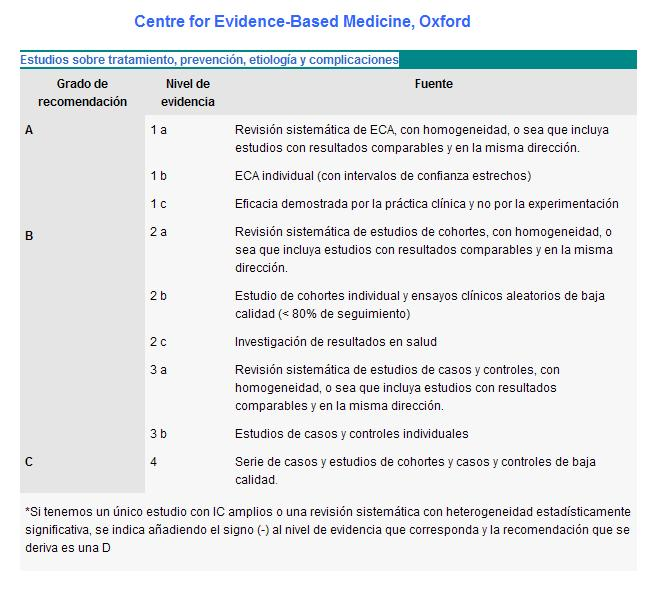 Centre for Evidence-Based Medicine, Oxford
Estudios sobre tratamiento, prevención, etiología y complicaciones
Grado de recomendación Nivel de evidencia Fuente
A 1 a Revisión sistemática de ECA, con homogeneidad, o sea que incluya
estudios con resultados comparables y en la misma dirección.
1 b ECA individual (con intervalos de confianza estrechos)
1 c Eficacia demostrada por la práctica clínica y no por la experimentación
B 2 a Revisión sistemática de estudios de cohortes, con homogeneidad, o
sea que incluya estudios con resultados comparables y en la misma
dirección.
2 b Estudio de cohortes individual y ensayos clínicos aleatorios de baja
calidad (< 80% de seguimiento)
2 c Investigación de resultados en salud
3 a Revisión sistemática de estudios de casos y controles, con
homogeneidad, o sea que incluya estudios con resultados
comparables y en la misma dirección.
3 b Estudios de casos y controles individuales
C 4 Serie de casos y estudios de cohortes y casos y controles de baja
calidad.
*Si tenemos un único estudio con IC amplios o una revisión sistemática con heterogeneidad estadísticamente
significativa, se indica añadiendo el signo (-) al nivel de evidencia que corresponda y la recomendación que se
deriva es una D